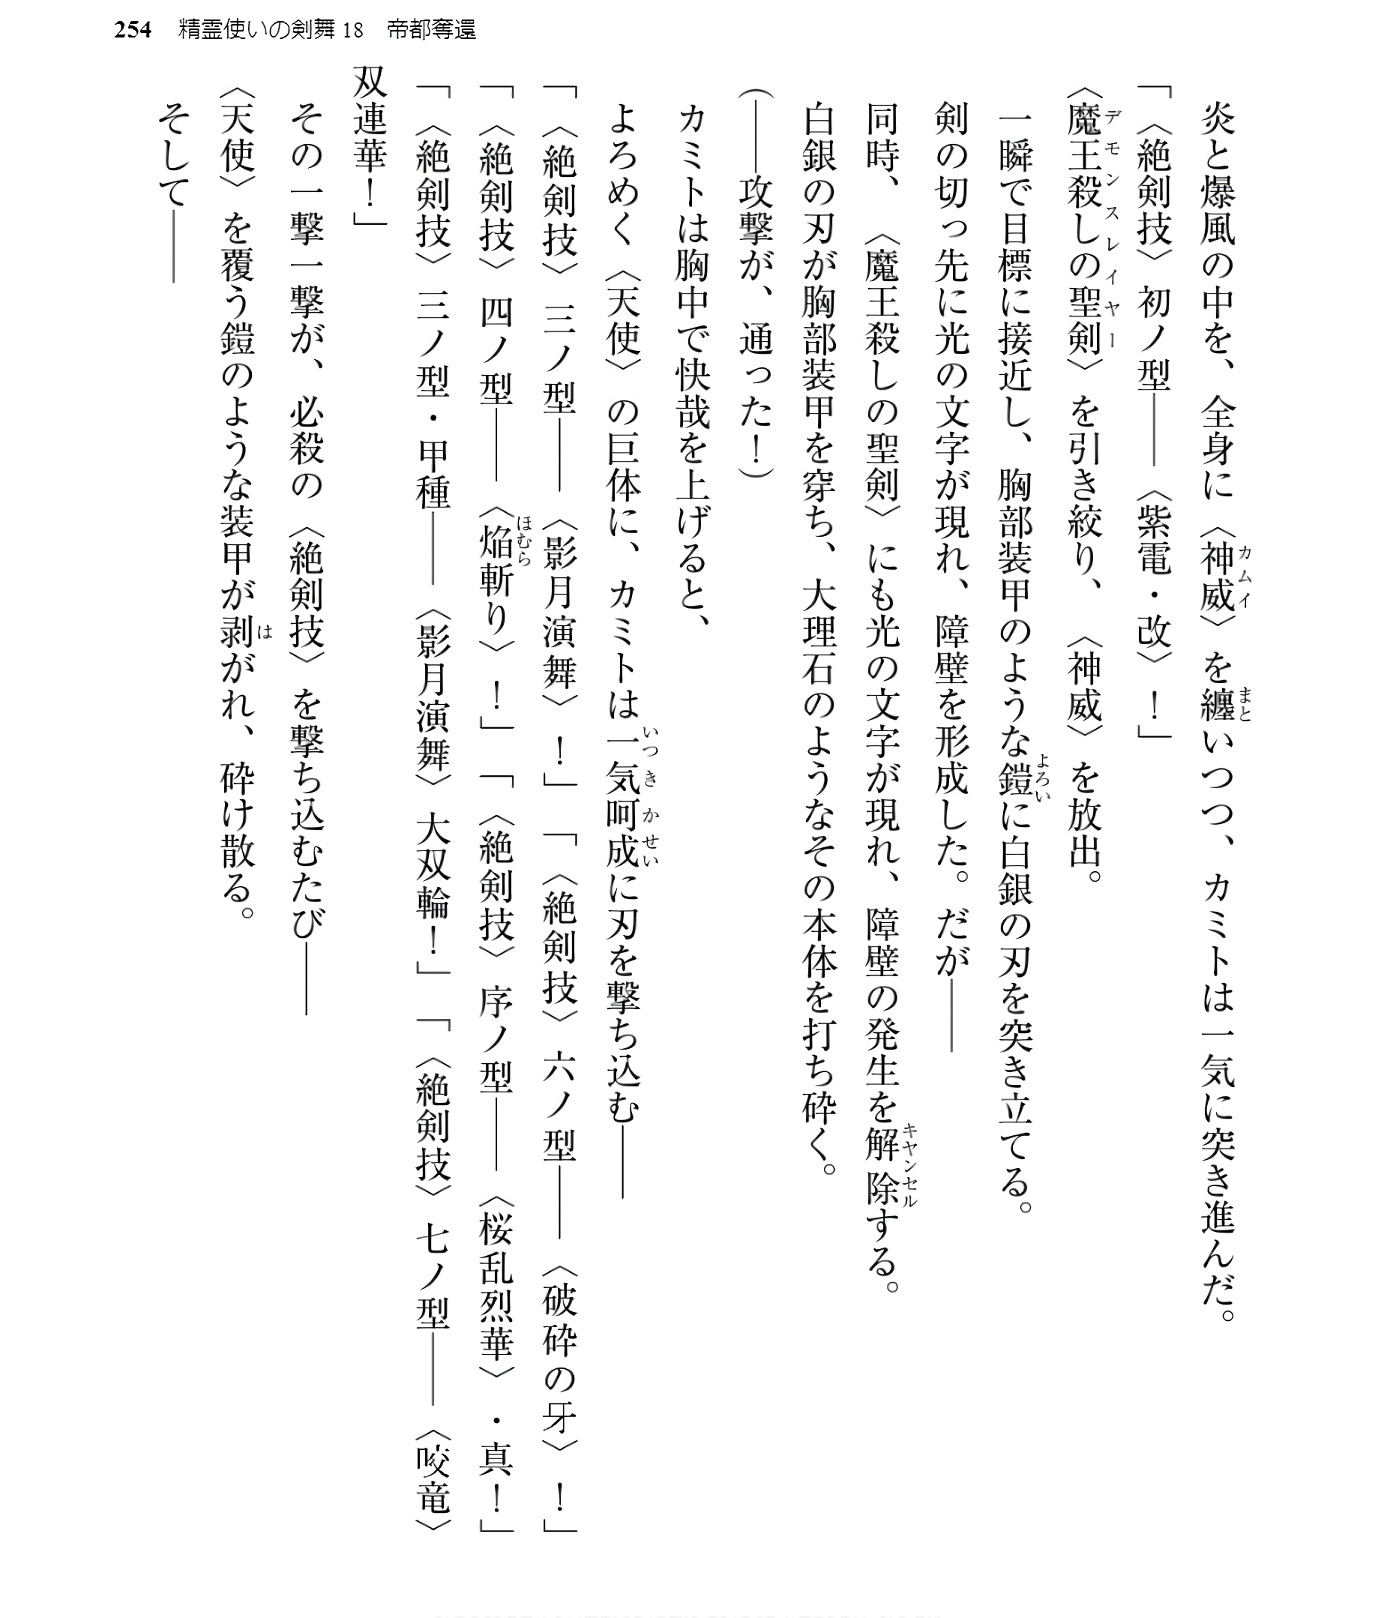 254 精霊使いの剣舞18 帝都奪還
炎と爆風の中を、全身に〈神威〉を纏いつつ、カミトは一気に突き進んだ。
カムイ
まと
「〈絶剣技〉初ノ型――〈紫電・改〉！」
〈魔王殺しの聖剣〉を引き絞り、〈神威〉を放出。
デモンスレイヤー
一瞬で目標に接近し、胸部装甲のような鎧に白銀の刃を突き立てる。
よろい
剣の切っ先に光の文字が現れ、障壁を形成した。だが――
同時、〈魔王殺しの聖剣〉にも光の文字が現れ、障壁の発生を解除する。
キヤンセル
白銀の刃が胸部装甲を穿ち、大理石のようなその本体を打ち砕く。
（――攻撃が、通った！）
カミトは胸中で快哉を上げると、
よろめく〈天使〉の巨体に、カミトは一気呵成に刃を撃ち込む――
いつきかせい
「〈絶剣技〉三ノ型――〈影月演舞〉！」「〈絶剣技〉六ノ型――〈破砕の牙〉！」
「〈絶剣技〉四ノ型――〈焔斬り〉！」「〈絶剣技〉序ノ型――〈桜乱烈華〉・真！」
ほむら
「〈絶剣技〉三ノ型・甲種――〈影月演舞〉大双輪！」「〈絶剣技〉七ノ型――〈咬竜〉
双連華！」
その一撃一撃が、必殺の〈絶剣技〉を撃ち込むたび――
〈天使〉を覆う鎧のような装甲が剥がれ、砕け散る。
は
そして――